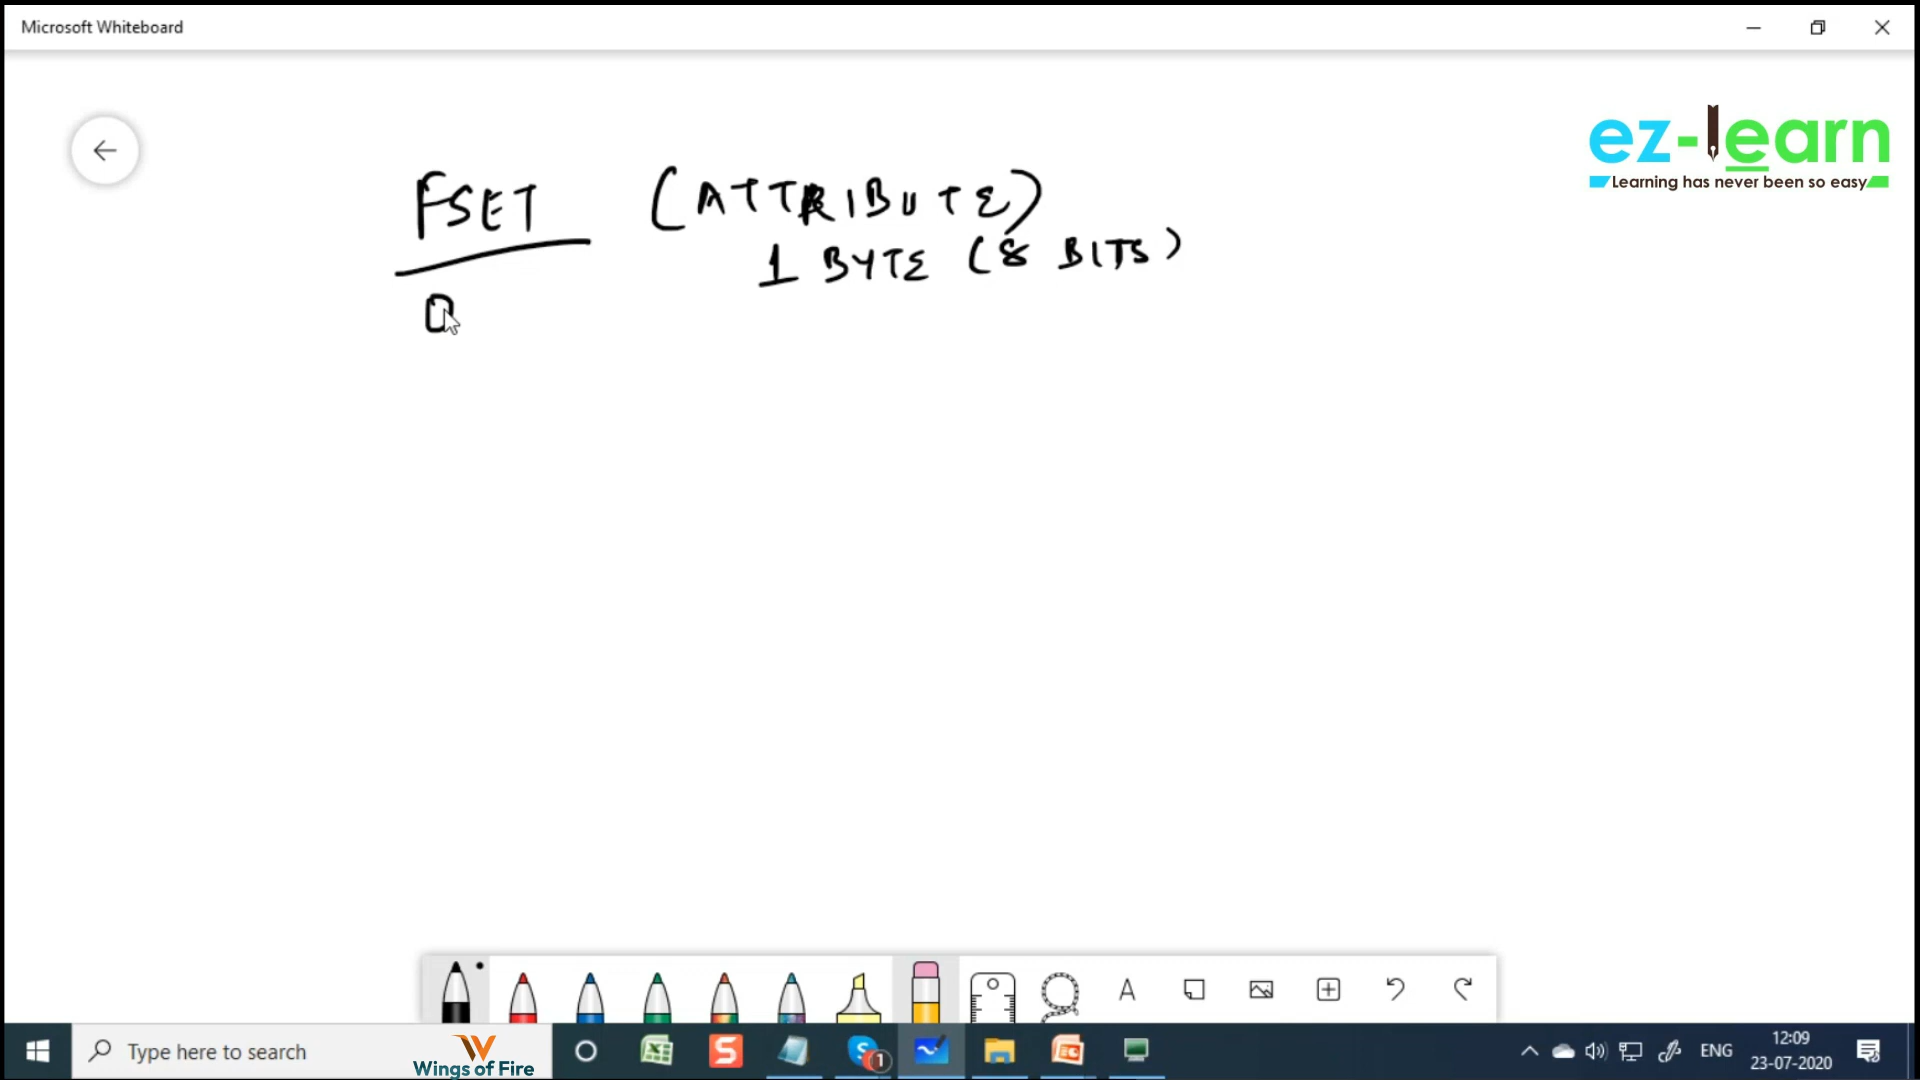 Microsoft Whiteboard
ez-learn
Learning has never been so easy
FSET (ATTRIBUTE)
1 BYTE (8 BITS)
0
A
Type here to search
Wings of Fire
1
ENG
12:09
23-07-2020